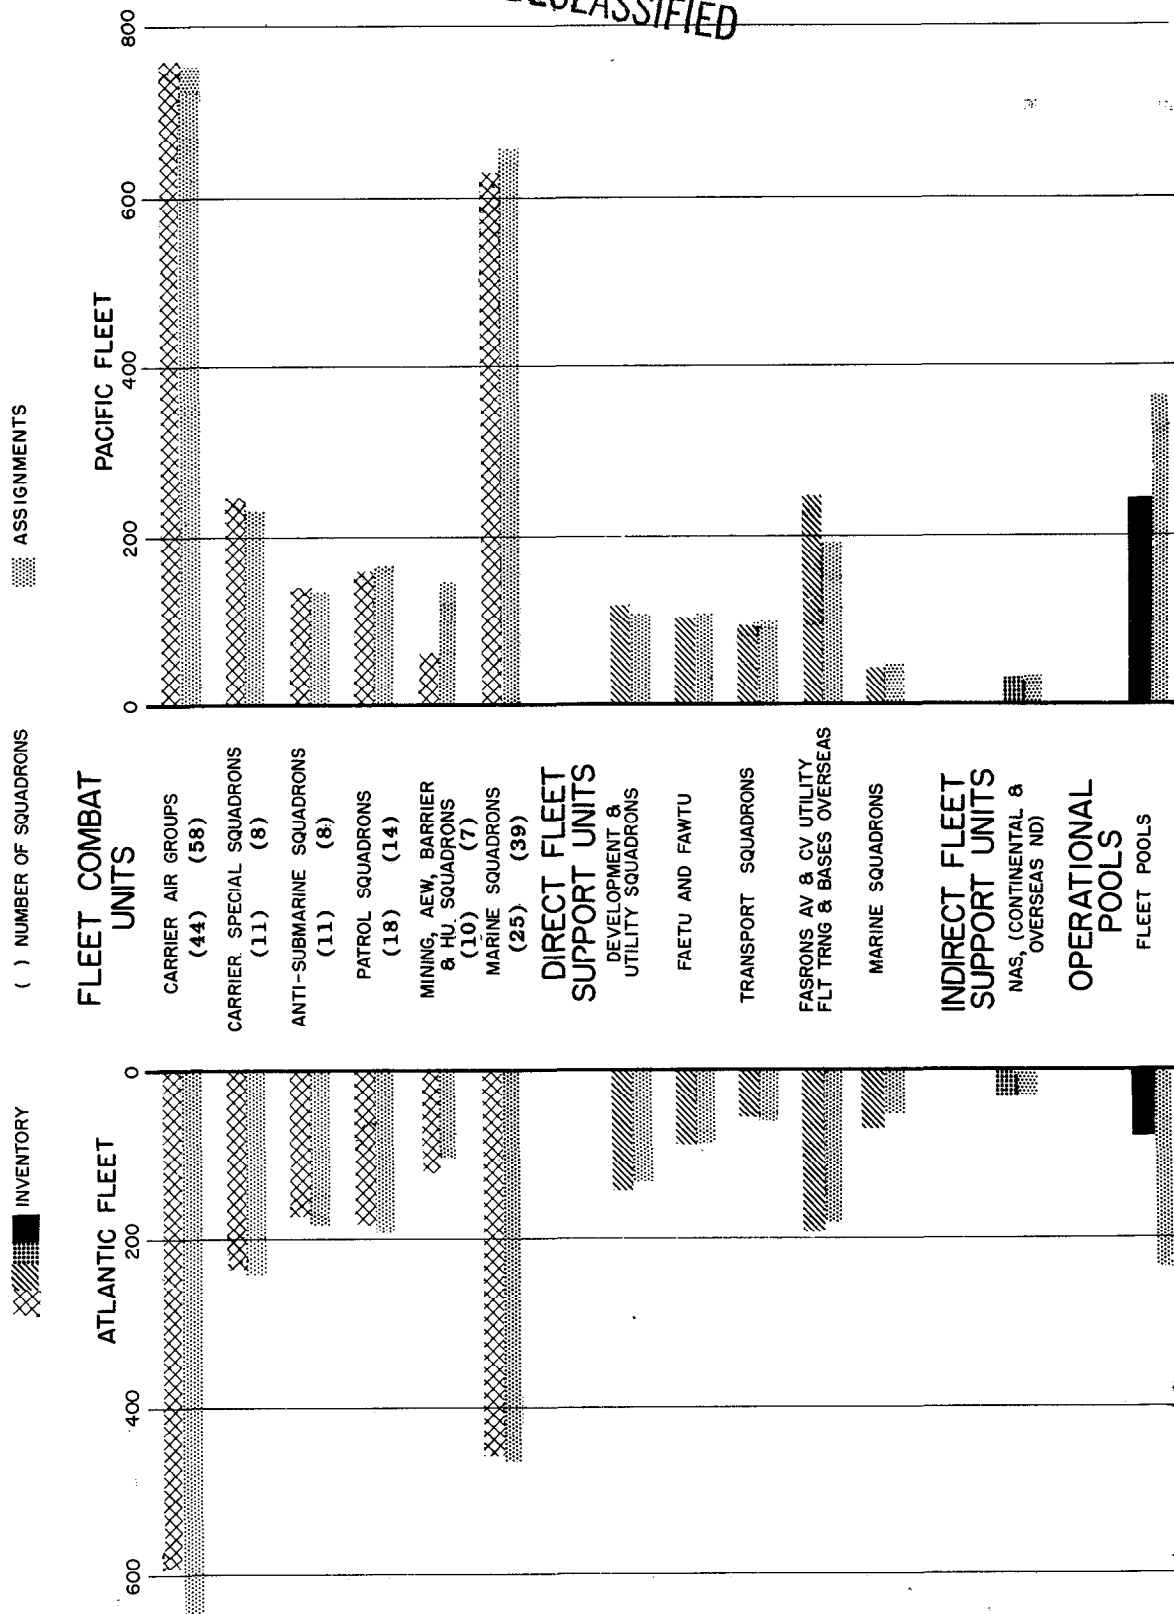 INVENTORY
( ) NUMBER OF SQUADRONS
ASSIGNMENTS
ATLANTIC FLEET
FLEET COMBAT
UNITS
PACIFIC FLEET
600 400 200 0
0 200 400 600 800
CARRIER AIR GROUPS
(44) (58)
CARRIER SPECIAL SQUADRONS
(11) (8)
ANTI-SUBMARINE SQUADRONS
(11) (8)
PATROL SQUADRONS
(18) (14)
MINING, AEW, BARRIER
& HU. SQUADRONS
(10) (7)
MARINE SQUADRONS
(25) (39)
DIRECT FLEET
SUPPORT UNITS
DEVELOPMENT &
UTILITY SQUADRONS
FAETU AND FAWTU
TRANSPORT SQUADRONS
FASRONS AV & CV UTILITY
FLT TRNG & BASES OVERSEAS
MARINE SQUADRONS
INDIRECT FLEET
SUPPORT UNITS
NAS, (CONTINENTAL &
OVERSEAS ND)
OPERATIONAL
POOLS
FLEET POOLS